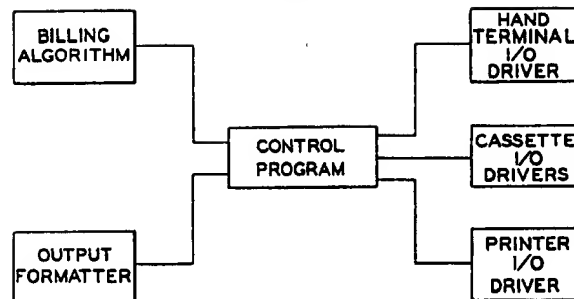 BILLING
ALGORITHM
HAND
TERMINAL
I/O
DRIVER
CONTROL
PROGRAM
CASSETTE
I/O
DRIVERS
OUTPUT
FORMATTER
PRINTER
I/O
DRIVER